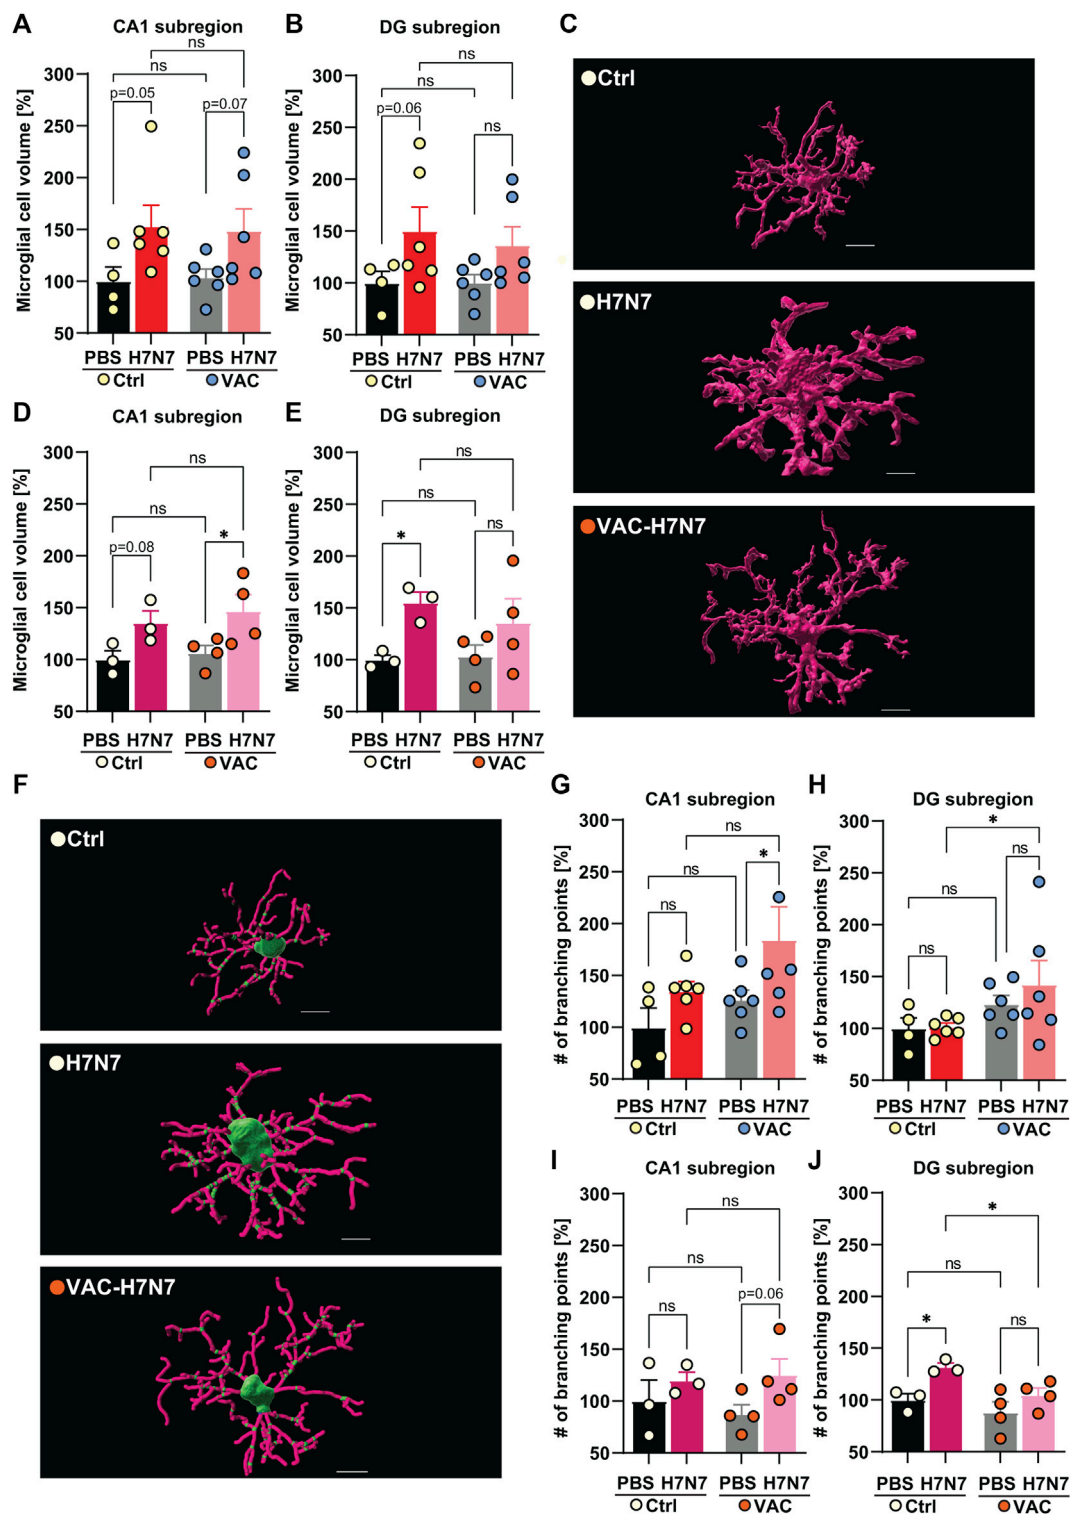 A
CA1 subregion
Microglial cell volume [%]
300
250
200
150
100
50
ns
ns
p=0.05
p=0.07
PBS H7N7 PBS H7N7
Ctrl VAC
B
DG subregion
Microglial cell volume [%]
300
250
200
150
100
50
ns
ns
p=0.06
ns
PBS H7N7 PBS H7N7
Ctrl VAC
C
Ctrl
H7N7
VAC-H7N7
D
CA1 subregion
Microglial cell volume [%]
300
250
200
150
100
50
ns
ns
p=0.08
*
PBS H7N7 PBS H7N7
Ctrl VAC
E
DG subregion
Microglial cell volume [%]
300
250
200
150
100
50
ns
ns
*
ns
PBS H7N7 PBS H7N7
Ctrl VAC
F
Ctrl
H7N7
VAC-H7N7
G
CA1 subregion
# of branching points [%]
300
250
200
150
100
50
ns
*
ns
ns
PBS H7N7 PBS H7N7
Ctrl VAC
H
DG subregion
# of branching points [%]
300
250
200
150
100
50
*
ns
ns
ns
PBS H7N7 PBS H7N7
Ctrl VAC
I
CA1 subregion
# of branching points [%]
300
250
200
150
100
50
ns
ns
p=0.06
ns
PBS H7N7 PBS H7N7
Ctrl VAC
J
DG subregion
# of branching points [%]
300
250
200
150
100
50
*
ns
*
ns
PBS H7N7 PBS H7N7
Ctrl VAC